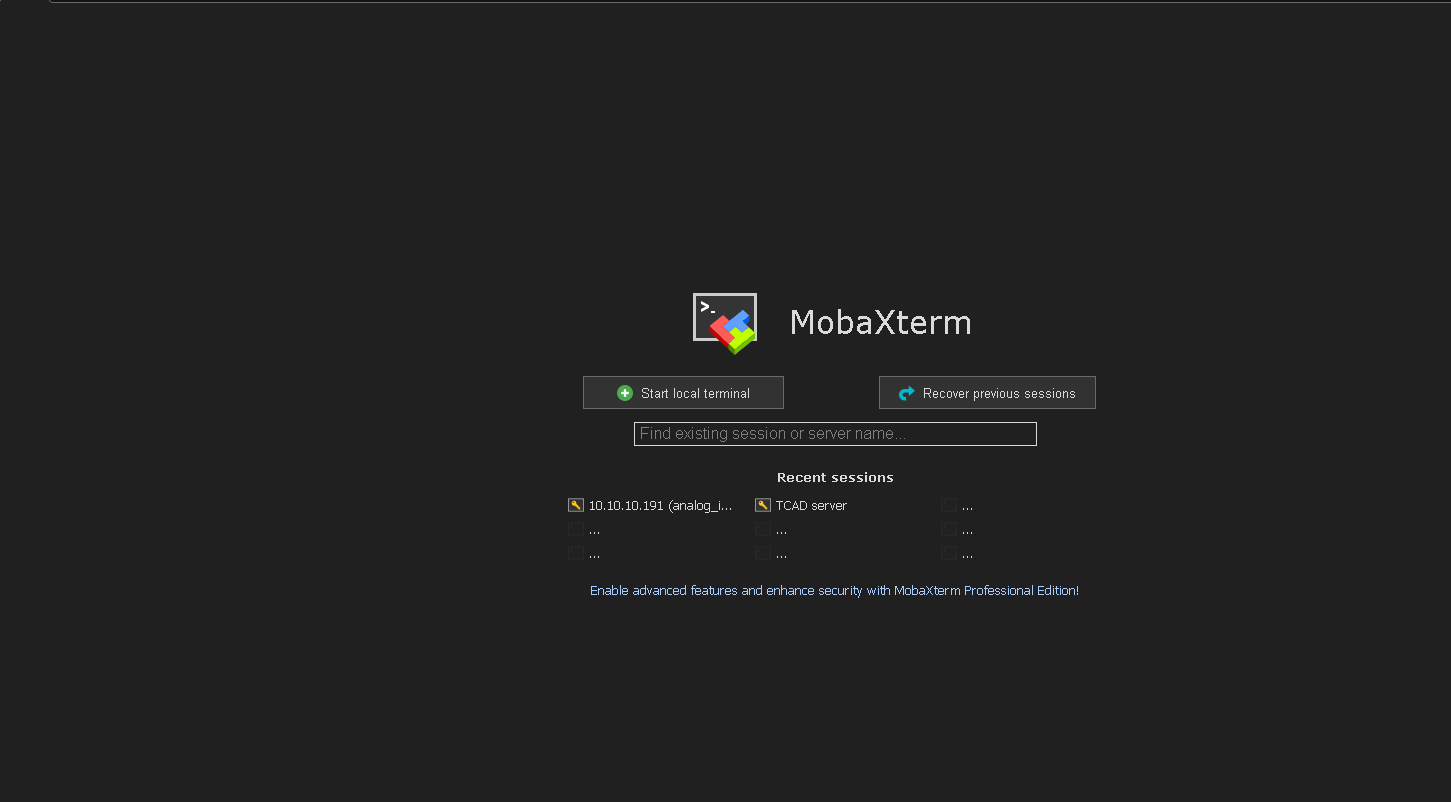 >_
MobaXterm
Start local terminal Recover previous sessions
Find existing session or server name...
Recent sessions
10.10.10.191 (analog_i... TCAD server ...
... ... ...
... ... ...
Enable advanced features and enhance security with MobaXterm Professional Edition!